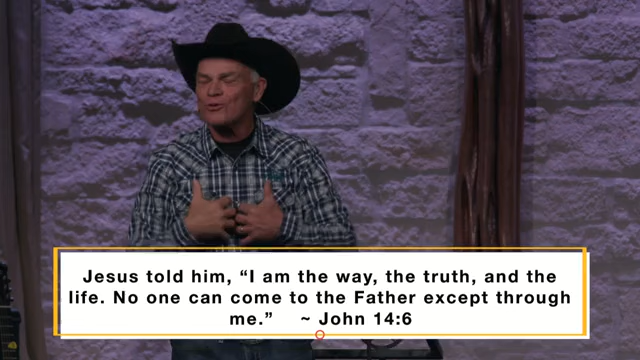 Jesus told him, “I am the way, the truth, and the
life. No one can come to the Father except through
me.” ~ John 14:6